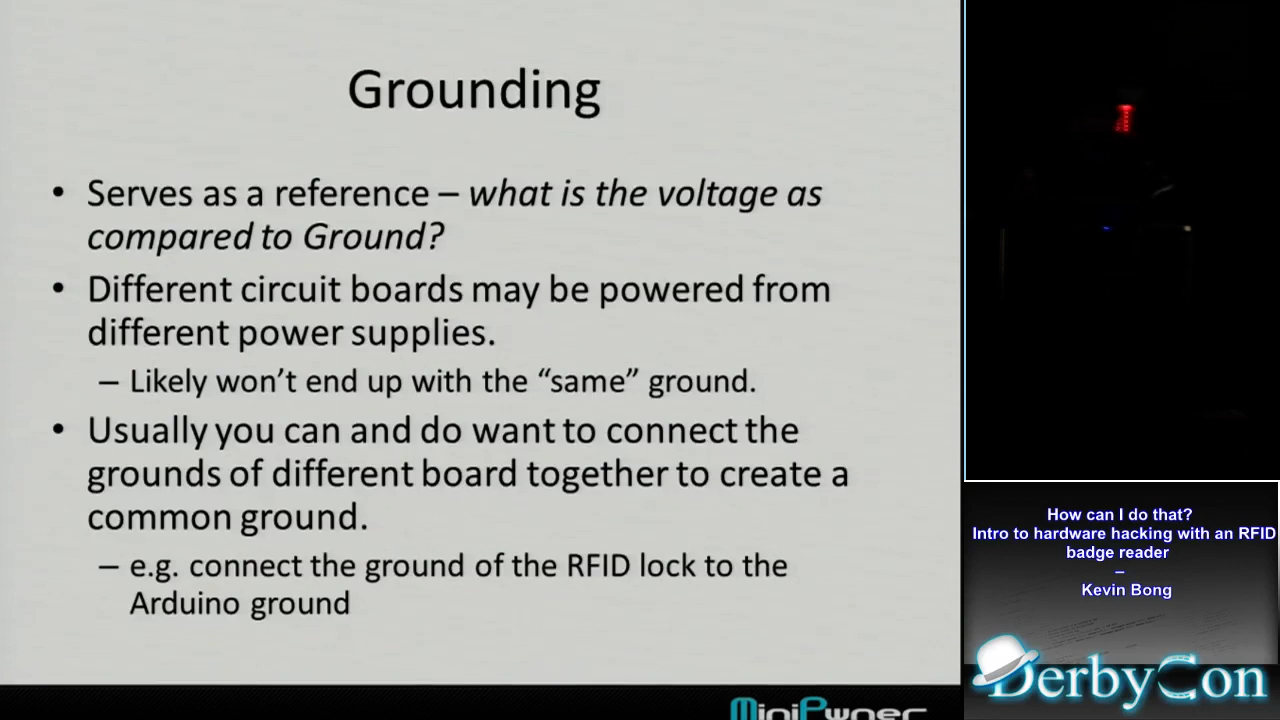 Grounding
• Serves as a reference – what is the voltage as
compared to Ground?
• Different circuit boards may be powered from
different power supplies.
– Likely won’t end up with the “same” ground.
• Usually you can and do want to connect the
grounds of different board together to create a
common ground.
– e.g. connect the ground of the RFID lock to the
Arduino ground
MiniPwner
How can I do that?
Intro to hardware hacking with an RFID
badge reader
–
Kevin Bong
DerbyCon